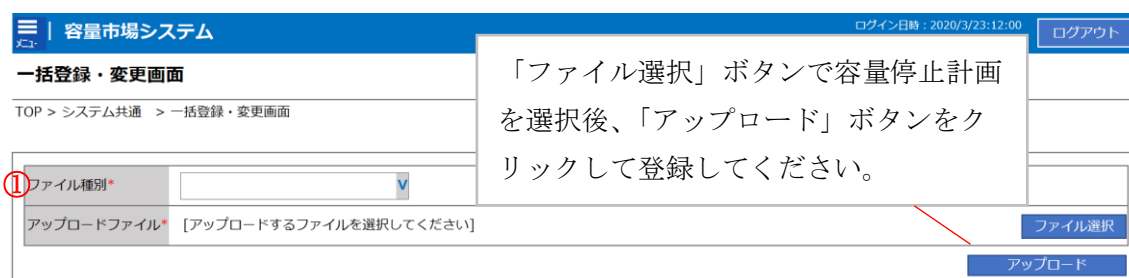 メニュー
容量市場システム
ログイン日時：2020/3/23:12:00
ログアウト
一括登録・変更画面
TOP > システム共通 > 一括登録・変更画面
「ファイル選択」ボタンで容量停止計画
を選択後、「アップロード」ボタンをク
リックして登録してください。
①
ファイル種別*
V
アップロードファイル* [アップロードするファイルを選択してください]
ファイル選択
アップロード